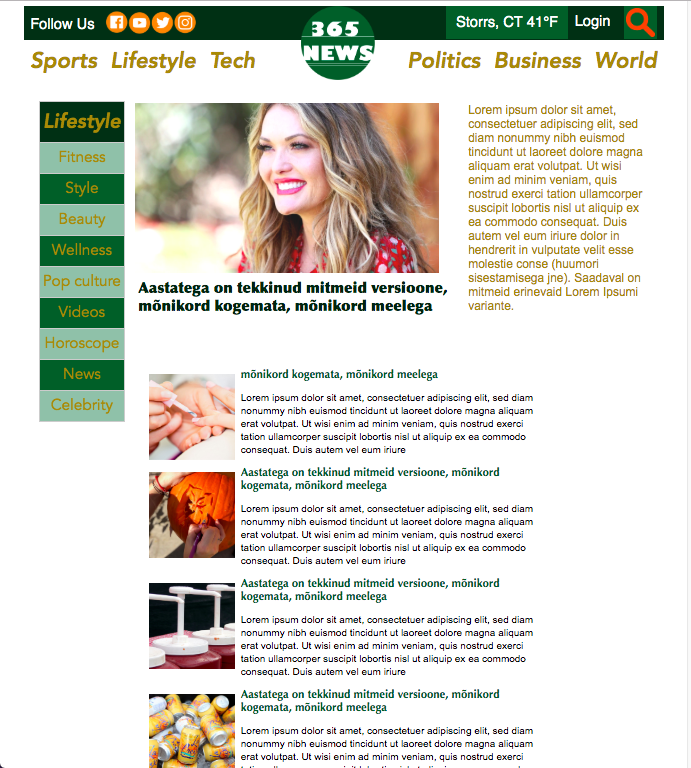 Follow Us
365
NEWS
Storrs, CT 41°F
Login
Sports Lifestyle Tech
Politics Business World
Lifestyle
Fitness
Style
Beauty
Wellness
Pop culture
Videos
Horoscope
News
Celebrity
Aastatega on tekkinud mitmeid versioone,
mõnikord kogemata, mõnikord meelega
Lorem ipsum dolor sit amet,
consectetuer adipiscing elit, sed
diam nonummy nibh euismod
tincidunt ut laoreet dolore magna
aliquam erat volutpat. Ut wisi
enim ad minim veniam, quis
nostrud exerci tation ullamcorper
suscipit lobortis nisl ut aliquip ex
ea commodo consequat. Duis
autem vel eum iriure dolor in
hendrerit in vulputate velit esse
molestie conse (huumori
sisestamisega jne). Saadaval on
mitmeid erinevaid Lorem Ipsumi
variante.
mõnikord kogemata, mõnikord meelega
Lorem ipsum dolor sit amet, consectetuer adipiscing elit, sed diam
nonummy nibh euismod tincidunt ut laoreet dolore magna aliquam
erat volutpat. Ut wisi enim ad minim veniam, quis nostrud exerci
tation ullamcorper suscipit lobortis nisl ut aliquip ex ea commodo
consequat. Duis autem vel eum iriure
Aastatega on tekkinud mitmeid versioone, mõnikord
kogemata, mõnikord meelega
Lorem ipsum dolor sit amet, consectetuer adipiscing elit, sed diam
nonummy nibh euismod tincidunt ut laoreet dolore magna aliquam
erat volutpat. Ut wisi enim ad minim veniam, quis nostrud exerci
tation ullamcorper suscipit lobortis nisl ut aliquip ex ea commodo
consequat. Duis autem vel eum iriure
Aastatega on tekkinud mitmeid versioone, mõnikord
kogemata, mõnikord meelega
Lorem ipsum dolor sit amet, consectetuer adipiscing elit, sed diam
nonummy nibh euismod tincidunt ut laoreet dolore magna aliquam
erat volutpat. Ut wisi enim ad minim veniam, quis nostrud exerci
tation ullamcorper suscipit lobortis nisl ut aliquip ex ea commodo
consequat. Duis autem vel eum iriure
Aastatega on tekkinud mitmeid versioone, mõnikord
kogemata, mõnikord meelega
Lorem ipsum dolor sit amet, consectetuer adipiscing elit, sed diam
nonummy nibh euismod tincidunt ut laoreet dolore magna aliquam
erat volutpat. Ut wisi enim ad minim veniam, quis nostrud exerci